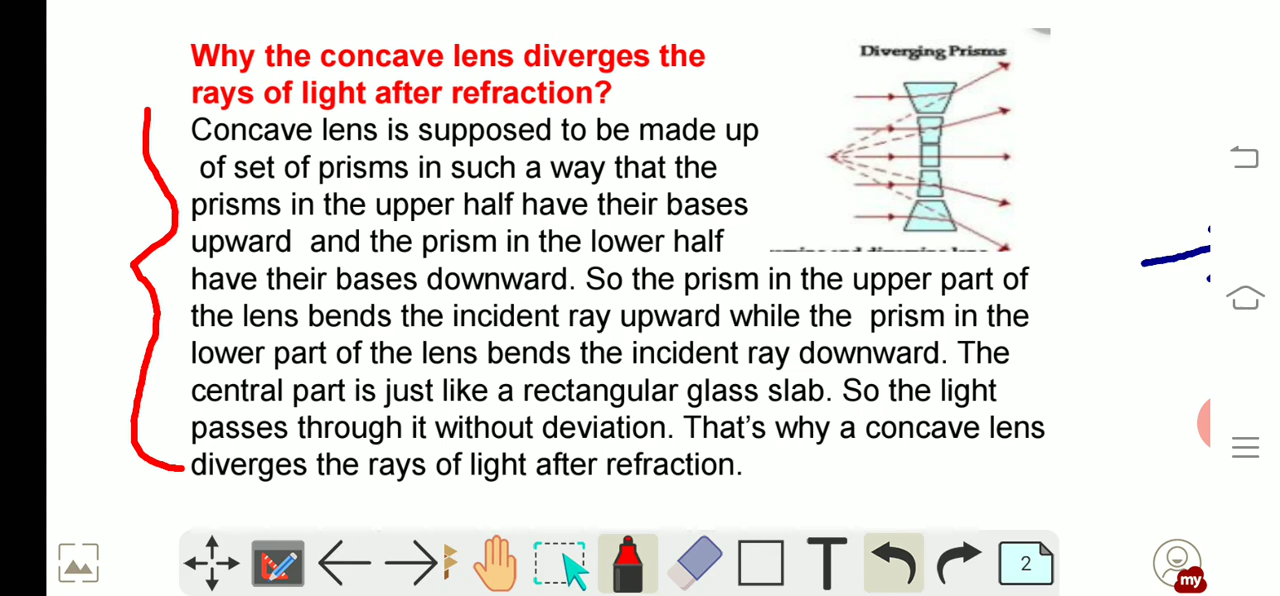 Why the concave lens diverges the
rays of light after refraction?
Diverging Prisms
Concave lens is supposed to be made up
of set of prisms in such a way that the
prisms in the upper half have their bases
upward and the prism in the lower half
have their bases downward. So the prism in the upper part of
the lens bends the incident ray upward while the prism in the
lower part of the lens bends the incident ray downward. The
central part is just like a rectangular glass slab. So the light
passes through it without deviation. That's why a concave lens
diverges the rays of light after refraction.
T
2
my